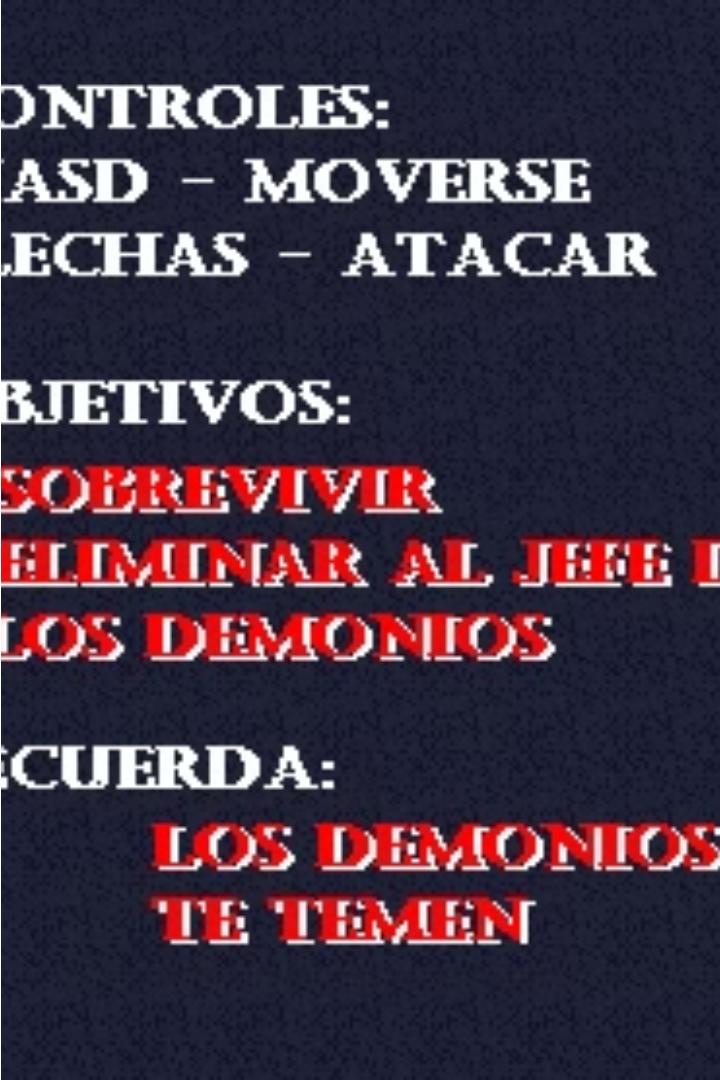 ONTROLES:
ASD - MOVERSE
LECHAS - ATACAR
BJETIVOS:
SOBREVIVIR
ELIMINAR AL JEFE D
LOS DEMONIOS
ECUERDA:
LOS DEMONIOS
TE TEMEN